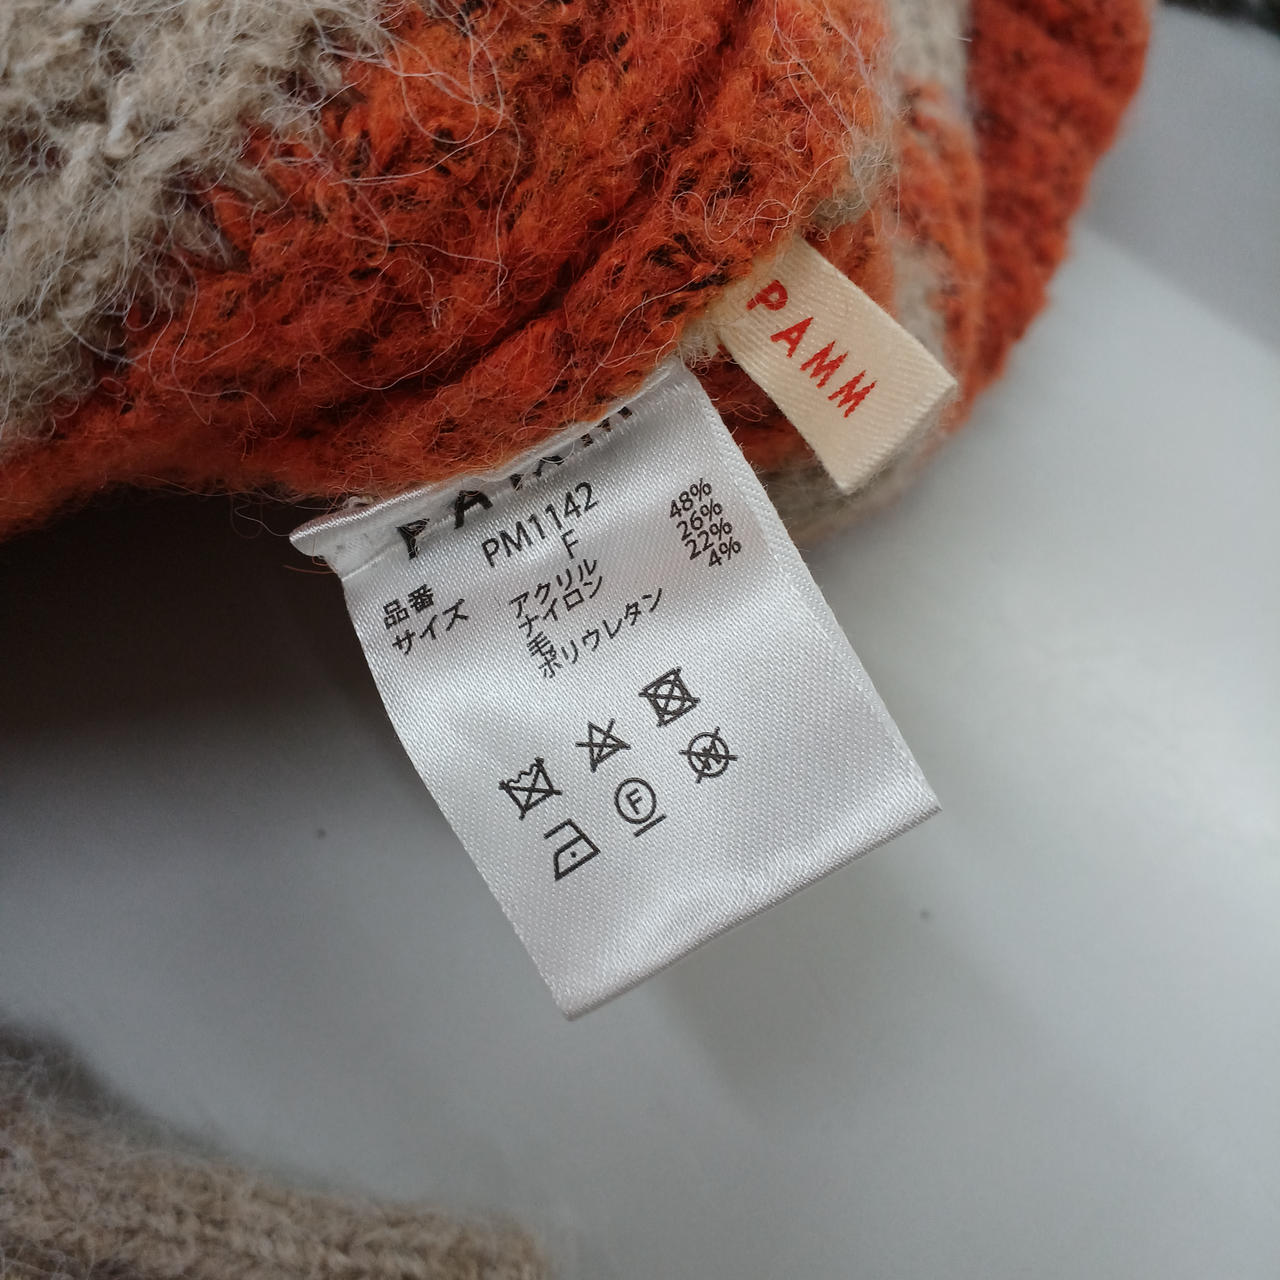 PAMM
PAMM
品番 PM1142
サイズ F
アクリル 48%
ナイロン 26%
毛 22%
ポリウレタン 4%
F
W